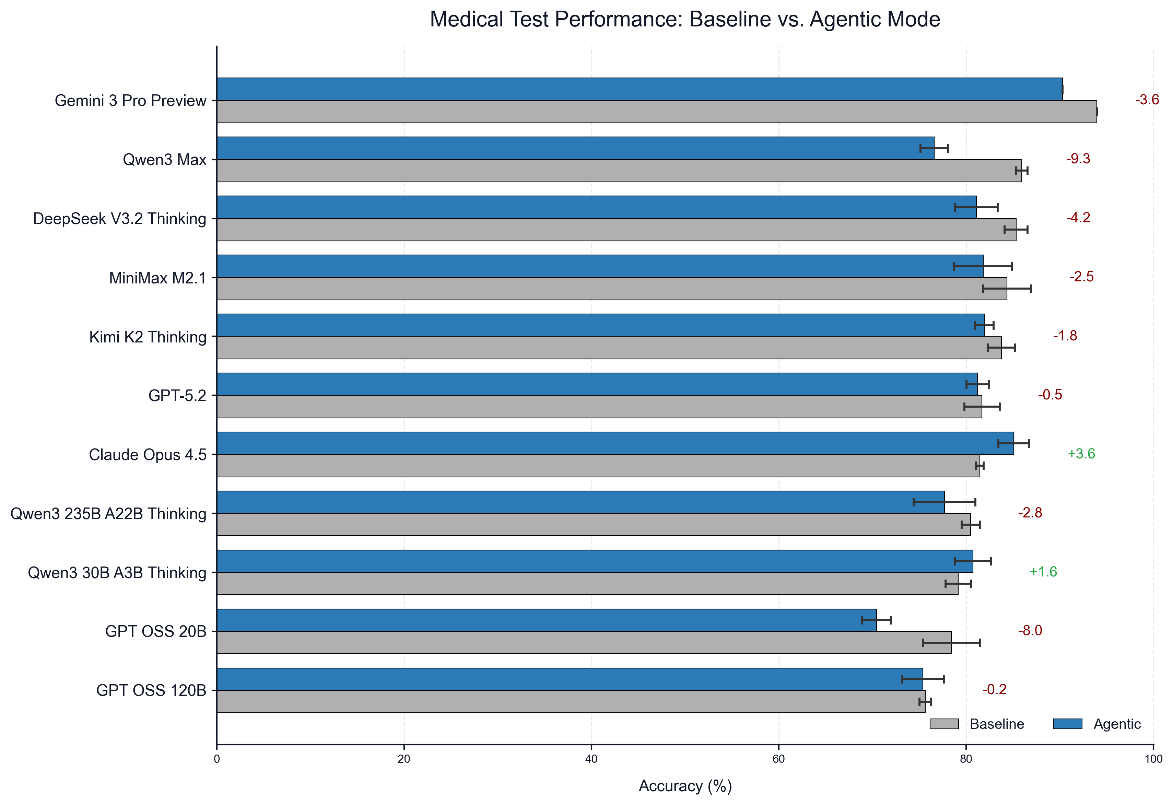 Medical Test Performance: Baseline vs. Agentic Mode
Gemini 3 Pro Preview -3.6
Qwen3 Max -9.3
DeepSeek V3.2 Thinking -4.2
MiniMax M2.1 -2.5
Kimi K2 Thinking -1.8
GPT-5.2 -0.5
Claude Opus 4.5 +3.6
Qwen3 235B A22B Thinking -2.8
Qwen3 30B A3B Thinking +1.6
GPT OSS 20B -8.0
GPT OSS 120B -0.2
Baseline Agentic
0 20 40 60 80 100
Accuracy (%)